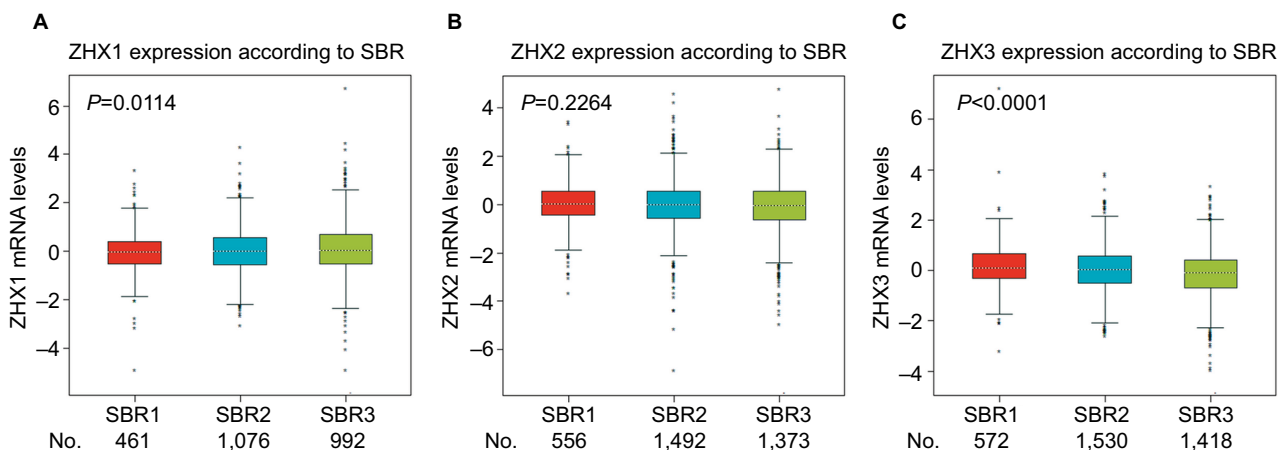 A
ZHX1 expression according to SBR
P=0.0114
ZHX1 mRNA levels
6
4
2
0
–2
–4
SBR1 SBR2 SBR3
No. 461 1,076 992
B
ZHX2 expression according to SBR
P=0.2264
ZHX2 mRNA levels
4
2
0
–2
–4
–6
SBR1 SBR2 SBR3
No. 556 1,492 1,373
C
ZHX3 expression according to SBR
P<0.0001
ZHX3 mRNA levels
6
4
2
0
–2
–4
SBR1 SBR2 SBR3
No. 572 1,530 1,418